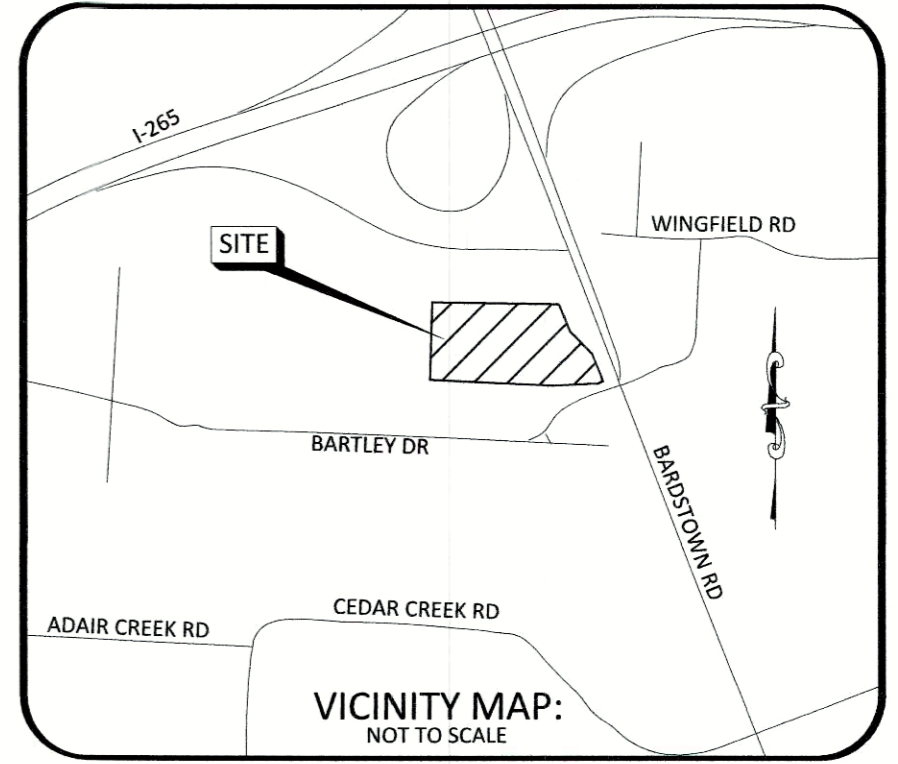 I-265
WINGFIELD RD
SITE
BARTLEY DR
BARDSTOWN RD
CEDAR CREEK RD
ADAIR CREEK RD
VICINITY MAP:
NOT TO SCALE